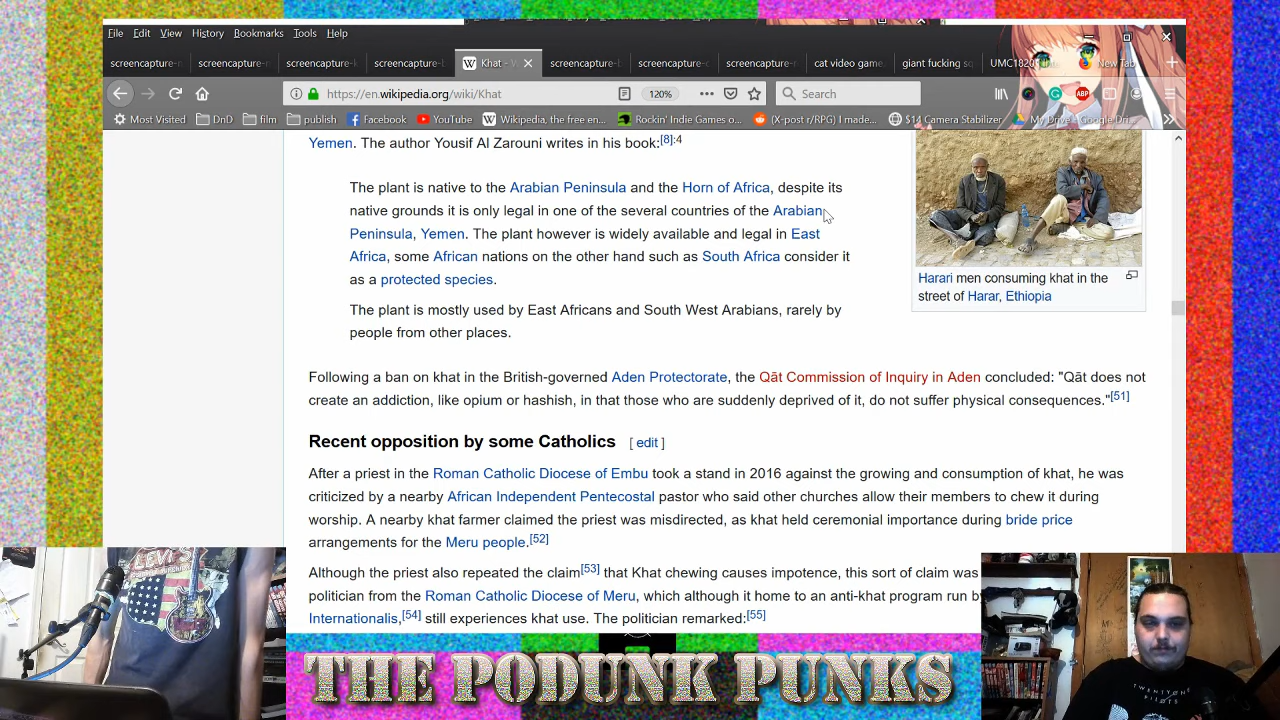 File Edit View History Bookmarks Tools Help
screencapture- screencapture- screencapture- screencapture- Khat - W screencapture- screencapture- screencapture- cat video game. giant fucking sq UMC1820 New Tab
https://en.wikipedia.org/wiki/Khat 120% Search
Most Visited DnD film publish Facebook YouTube Wikipedia, the free en... Rockin' Indie Games o... (X-post r/RPG) I made... $14 Camera Stabilizer My Drive - Google Dri...
Yemen. The author Yousif Al Zarouni writes in his book:[8]:4
The plant is native to the Arabian Peninsula and the Horn of Africa, despite its
native grounds it is only legal in one of the several countries of the Arabian
Peninsula, Yemen. The plant however is widely available and legal in East
Africa, some African nations on the other hand such as South Africa consider it
as a protected species.
The plant is mostly used by East Africans and South West Arabians, rarely by
people from other places.
Harari men consuming khat in the
street of Harar, Ethiopia
Following a ban on khat in the British-governed Aden Protectorate, the Qāt Commission of Inquiry in Aden concluded: "Qāt does not
create an addiction, like opium or hashish, in that those who are suddenly deprived of it, do not suffer physical consequences."[51]
Recent opposition by some Catholics [ edit ]
After a priest in the Roman Catholic Diocese of Embu took a stand in 2016 against the growing and consumption of khat, he was
criticized by a nearby African Independent Pentecostal pastor who said other churches allow their members to chew it during
worship. A nearby khat farmer claimed the priest was misdirected, as khat held ceremonial importance during bride price
arrangements for the Meru people.[52]
Although the priest also repeated the claim[53] that Khat chewing causes impotence, this sort of claim was
politician from the Roman Catholic Diocese of Meru, which although it home to an anti-khat program run by
Internationalis,[54] still experiences khat use. The politician remarked:[55]
LEVI'S
THE PODUNK PUNKS
TWENTY ONE
PILOTS